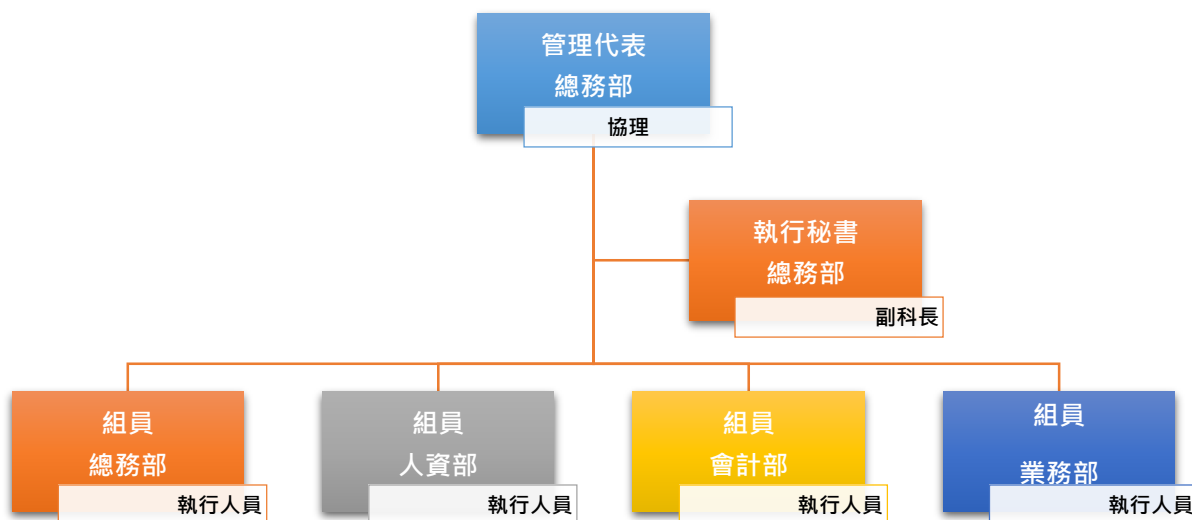 管理代表
總務部
協理
執行秘書
總務部
副科長
組員
總務部
執行人員
組員
人資部
執行人員
組員
會計部
執行人員
組員
業務部
執行人員